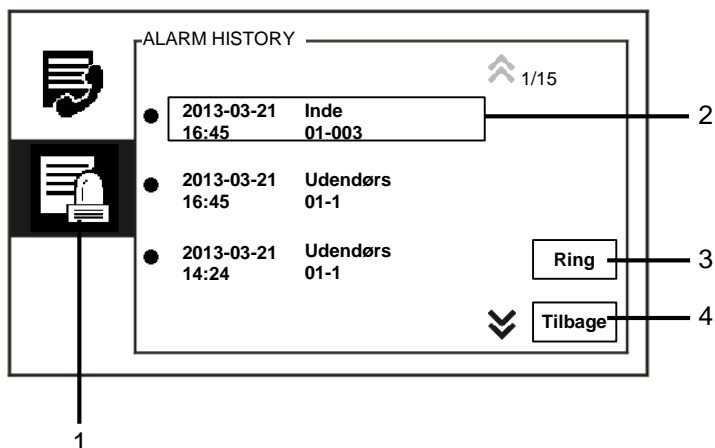 ALARM HISTORY
1/15
2013-03-21 Inde
16:45 01-003
2
2013-03-21 Udendørs
16:45 01-1
2013-03-21 Udendørs
14:24 01-1
Ring
3
Tilbage
4
1